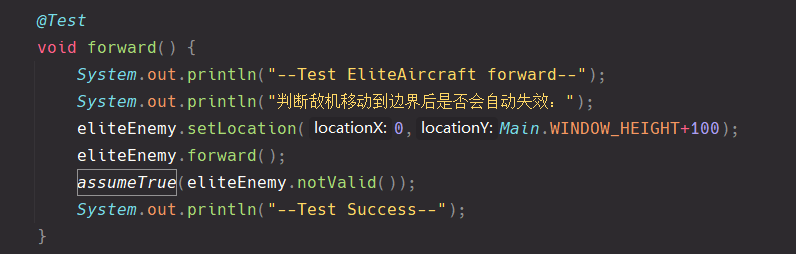 @Test
void forward() {
System.out.println("--Test EliteAircraft forward--");
System.out.println("判断敌机移动到边界后是否会自动失效：");
eliteEnemy.setLocation( locationX: 0, locationY: Main.WINDOW_HEIGHT+100);
eliteEnemy.forward();
assumeTrue(eliteEnemy.notValid());
System.out.println("--Test Success--");
}